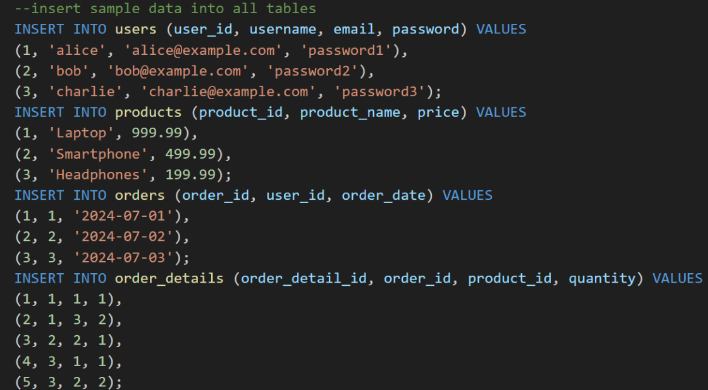 --insert sample data into all tables
INSERT INTO users (user_id, username, email, password) VALUES
(1, 'alice', 'alice@example.com', 'password1'),
(2, 'bob', 'bob@example.com', 'password2'),
(3, 'charlie', 'charlie@example.com', 'password3');
INSERT INTO products (product_id, product_name, price) VALUES
(1, 'Laptop', 999.99),
(2, 'Smartphone', 499.99),
(3, 'Headphones', 199.99);
INSERT INTO orders (order_id, user_id, order_date) VALUES
(1, 1, '2024-07-01'),
(2, 2, '2024-07-02'),
(3, 3, '2024-07-03');
INSERT INTO order_details (order_detail_id, order_id, product_id, quantity) VALUES
(1, 1, 1, 1),
(2, 1, 3, 2),
(3, 2, 2, 1),
(4, 3, 1, 1),
(5, 3, 2, 2);